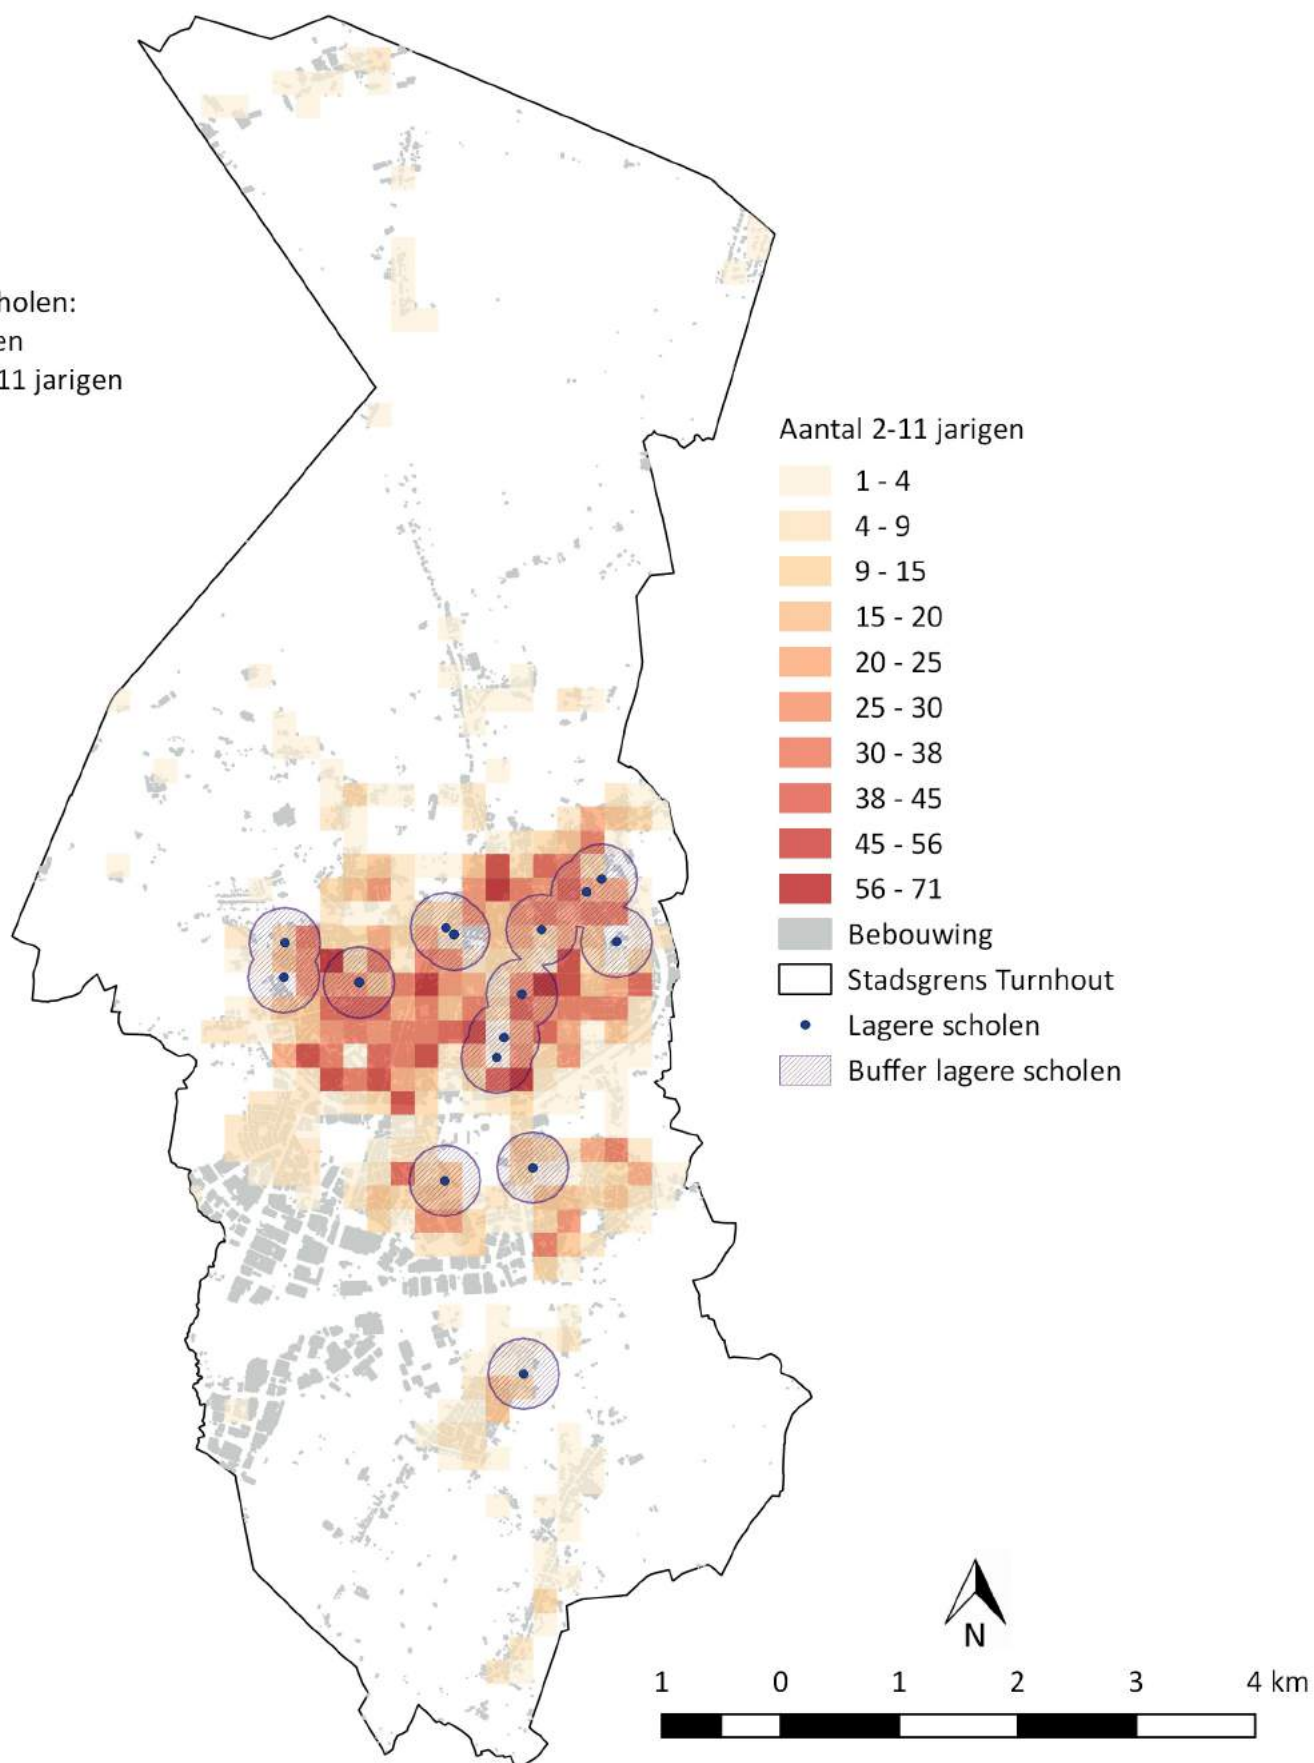 holen:
en
11 jarigen
Aantal 2-11 jarigen
1 - 4
4 - 9
9 - 15
15 - 20
20 - 25
25 - 30
30 - 38
38 - 45
45 - 56
56 - 71
Bebouwing
Stadsgrens Turnhout
Lagere scholen
Buffer lagere scholen
N
1 0 1 2 3 4 km